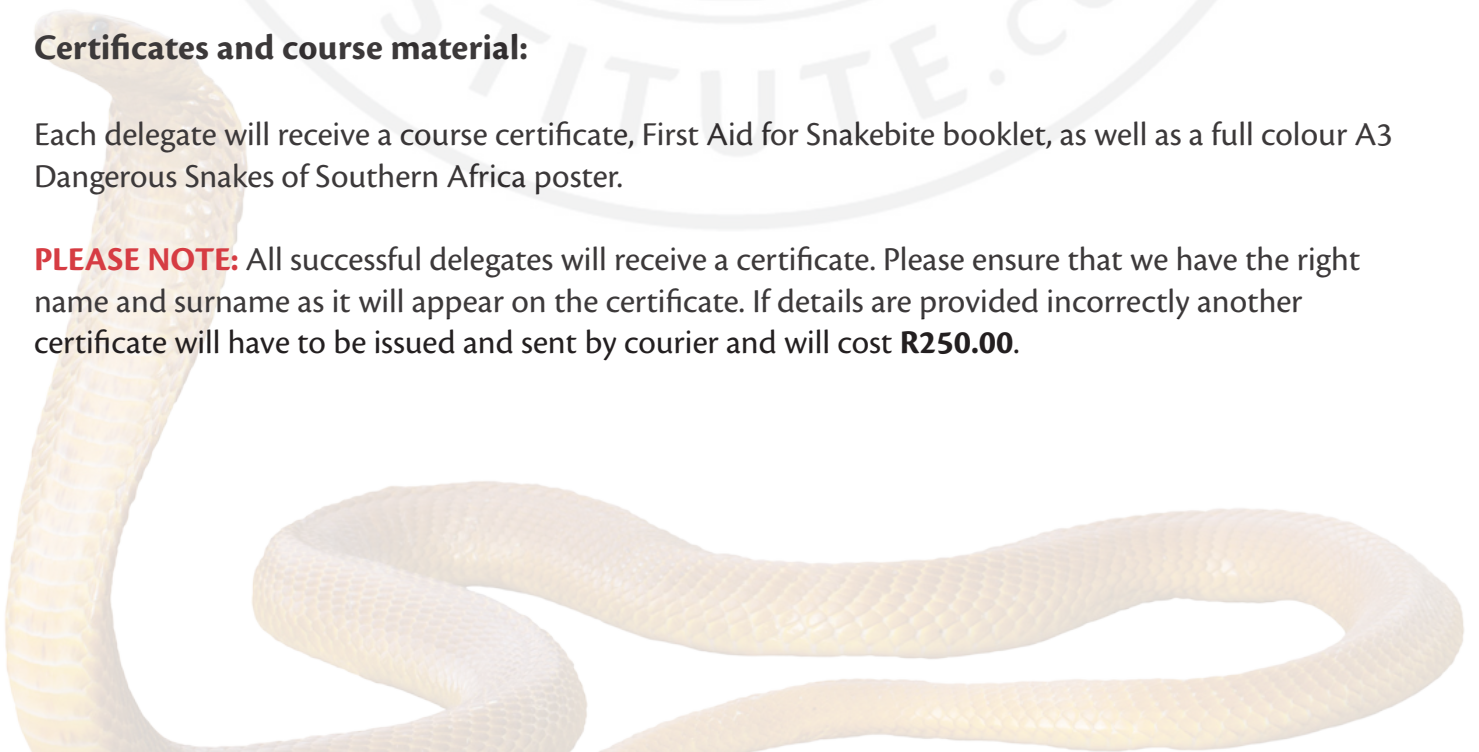 STITUTE.C
Certificates and course material:
Each delegate will receive a course certificate, First Aid for Snakebite booklet, as well as a full colour A3
Dangerous Snakes of Southern Africa poster.
PLEASE NOTE: All successful delegates will receive a certificate. Please ensure that we have the right
name and surname as it will appear on the certificate. If details are provided incorrectly another
certificate will have to be issued and sent by courier and will cost R250.00.